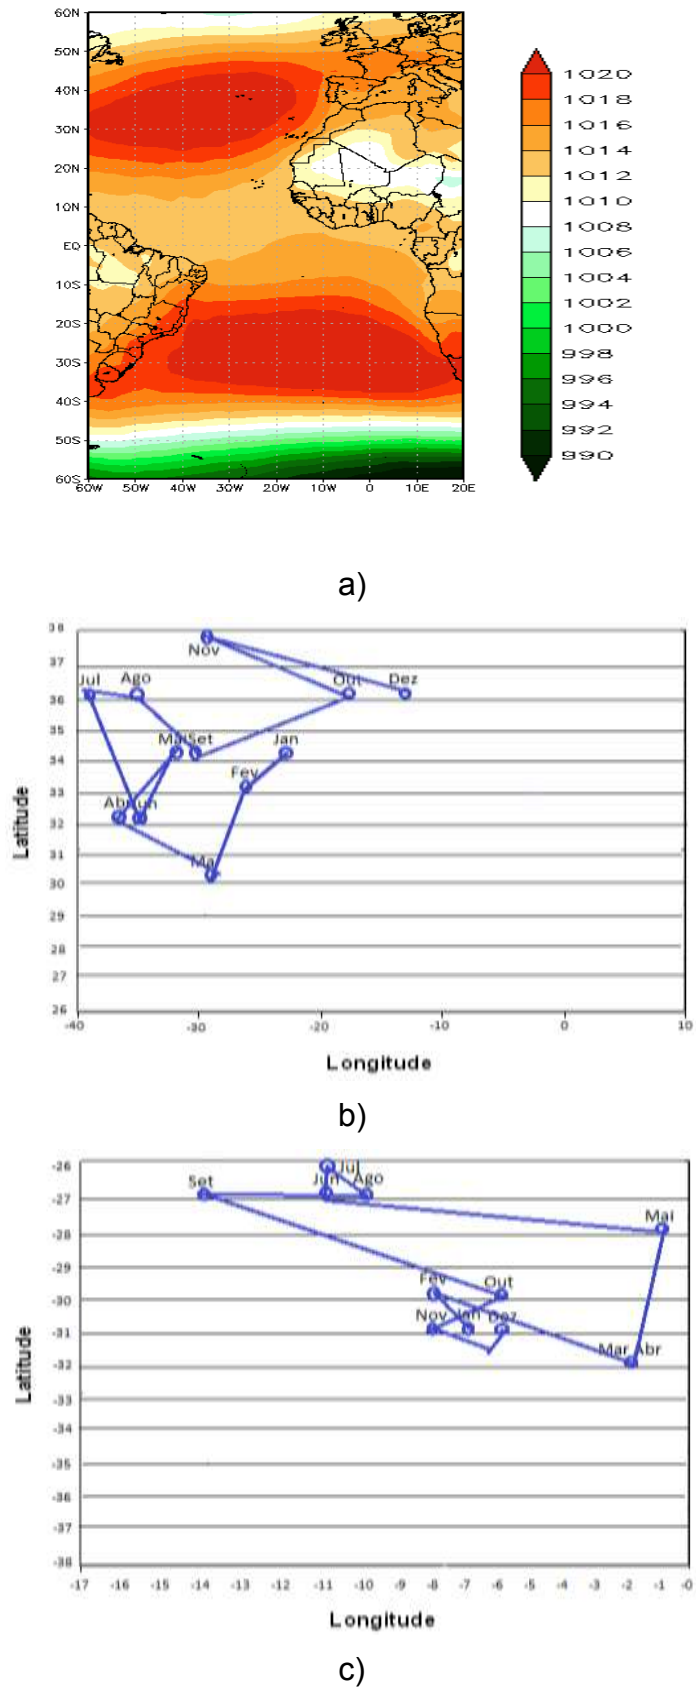 60N
50N
40N
30N
20N
10N
EQ
10S
20S
30S
40S
50S
60S
60W 50W 40W 30W 20W 10W 0 10E 20E
1020
1018
1016
1014
1012
1010
1008
1006
1004
1002
1000
998
996
994
992
990
a)
38
37
36
34
33
32
31
30
29
28
27
26
Nov
Jul Ago Out Dez
Mai Set Jan
Fev
Abr Jun
Ma
-40 -30 -20 -10 0 10
Latitude
Longitude
b)
-26
-27
-28
-29
-30
-31
-32
-33
-34
-35
-36
-37
-38
Jul
Set Jun Ago
Mai
Fev Out
Nov Jan Dez
Mar Abr
-17 -16 -15 -14 -13 -12 -11 -10 -9 -8 -7 -6 -5 -4 -3 -2 -1 -0
Latitude
Longitude
c)